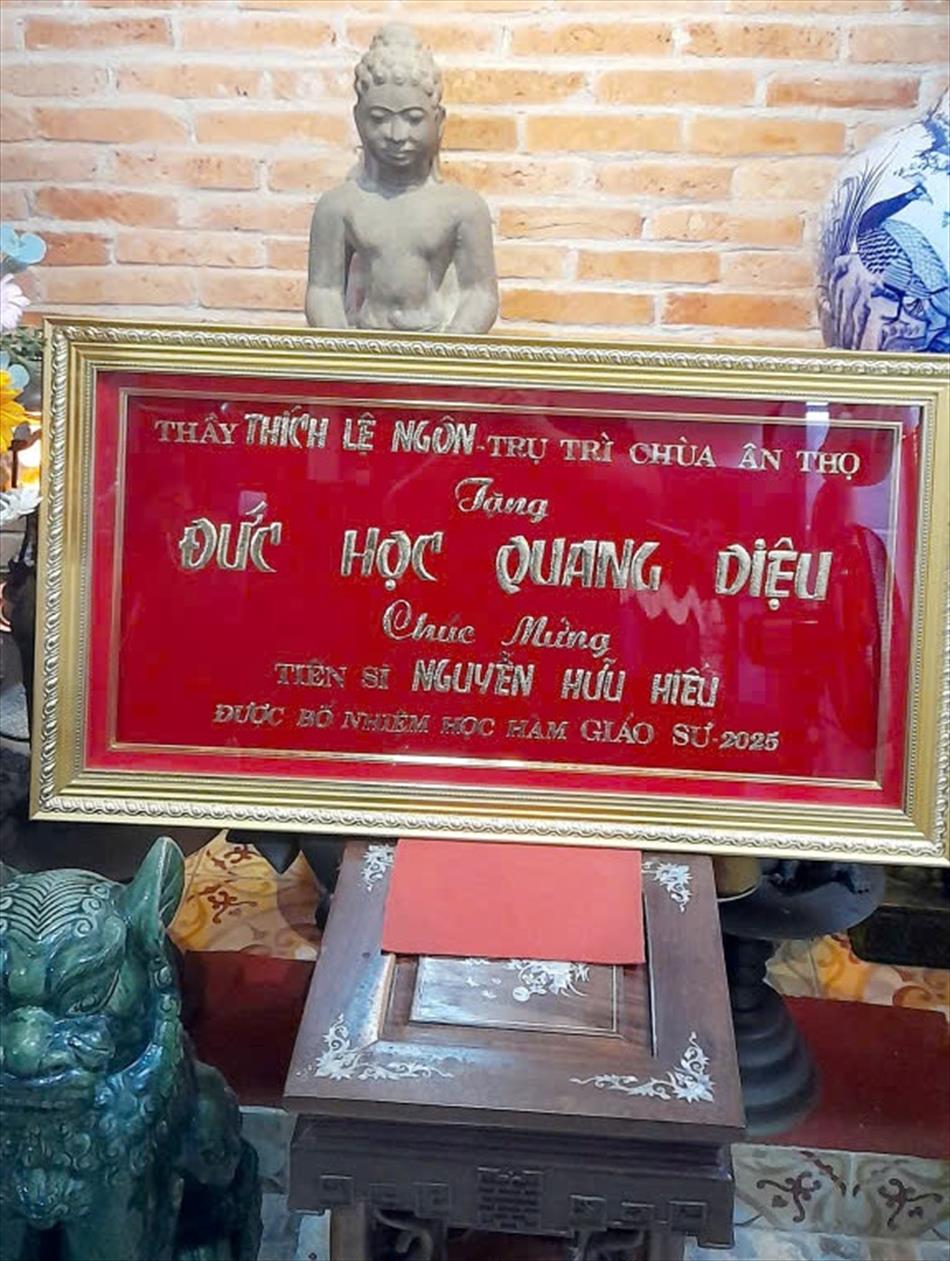 THẦY THÍCH LỆ NGÔN - TRỤ TRÌ CHÙA ÂN THỌ
Tặng
ĐỨC HỌC QUANG DIỆU
Chúc Mừng
TIẾN SĨ NGUYỄN HỮU HIẾU
ĐƯỢC BỔ NHIỆM HỌC HÀM GIÁO SƯ-2025